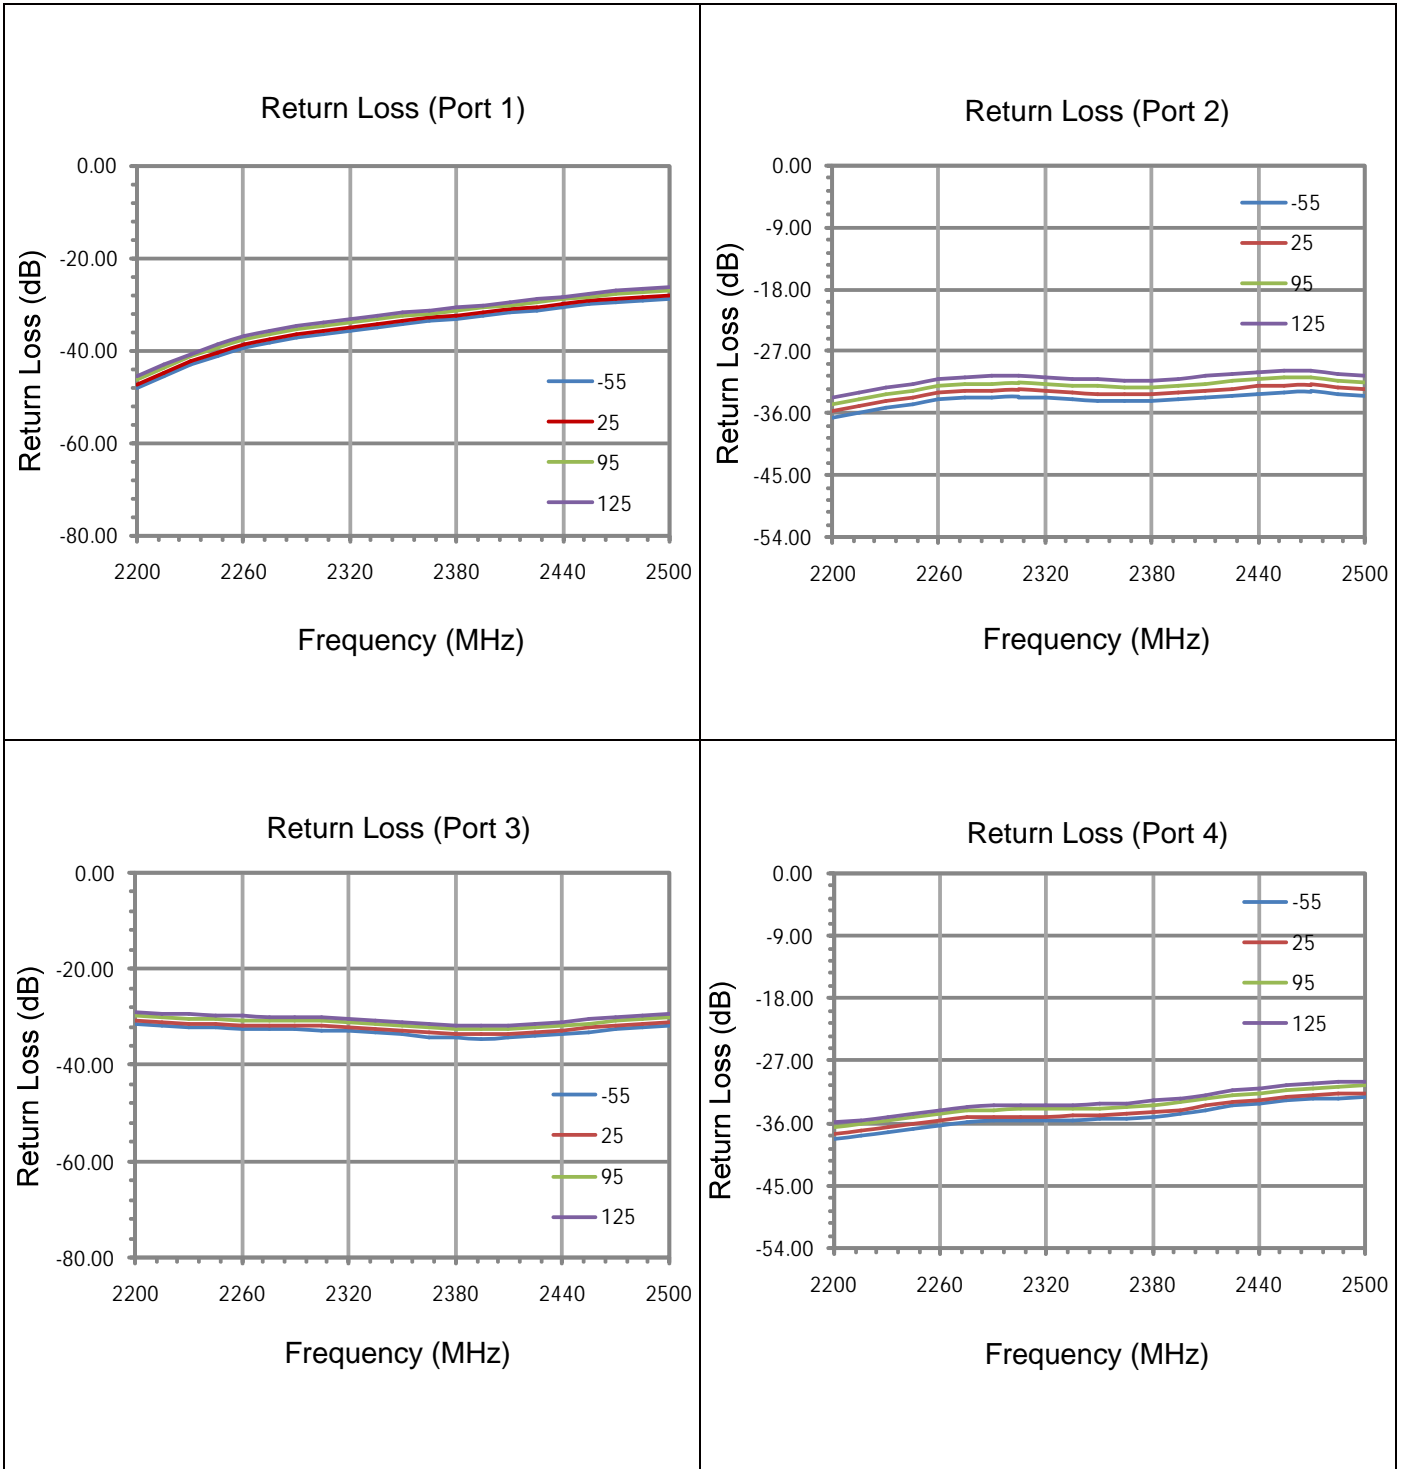 Return Loss (Port 1)
Return Loss (dB)
0.00
-20.00
-40.00
-60.00
-80.00
-55
25
95
125
2200 2260 2320 2380 2440 2500
Frequency (MHz)
Return Loss (Port 2)
Return Loss (dB)
0.00
-9.00
-18.00
-27.00
-36.00
-45.00
-54.00
-55
25
95
125
2200 2260 2320 2380 2440 2500
Frequency (MHz)
Return Loss (Port 3)
Return Loss (dB)
0.00
-20.00
-40.00
-60.00
-80.00
-55
25
95
125
2200 2260 2320 2380 2440 2500
Frequency (MHz)
Return Loss (Port 4)
Return Loss (dB)
0.00
-9.00
-18.00
-27.00
-36.00
-45.00
-54.00
-55
25
95
125
2200 2260 2320 2380 2440 2500
Frequency (MHz)